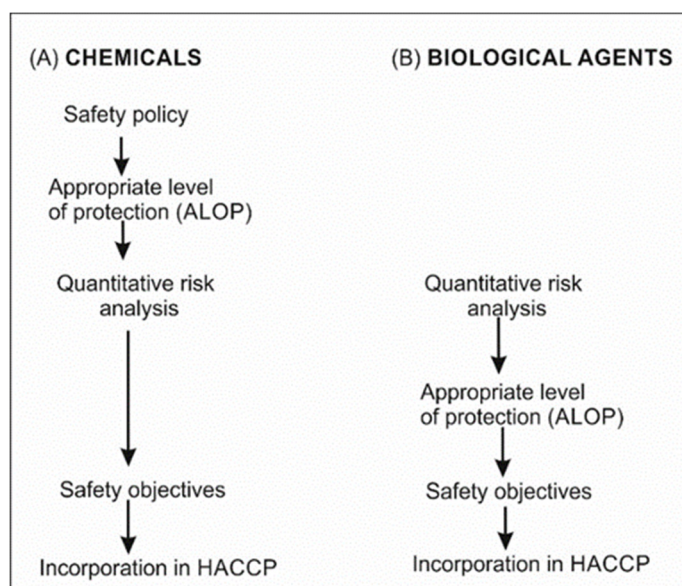 (A) CHEMICALS
Safety policy
Appropriate level
of protection (ALOP)
Quantitative risk
analysis
Safety objectives
Incorporation in HACCP
(B) BIOLOGICAL AGENTS
Quantitative risk
analysis
Appropriate level
of protection (ALOP)
Safety objectives
Incorporation in HACCP